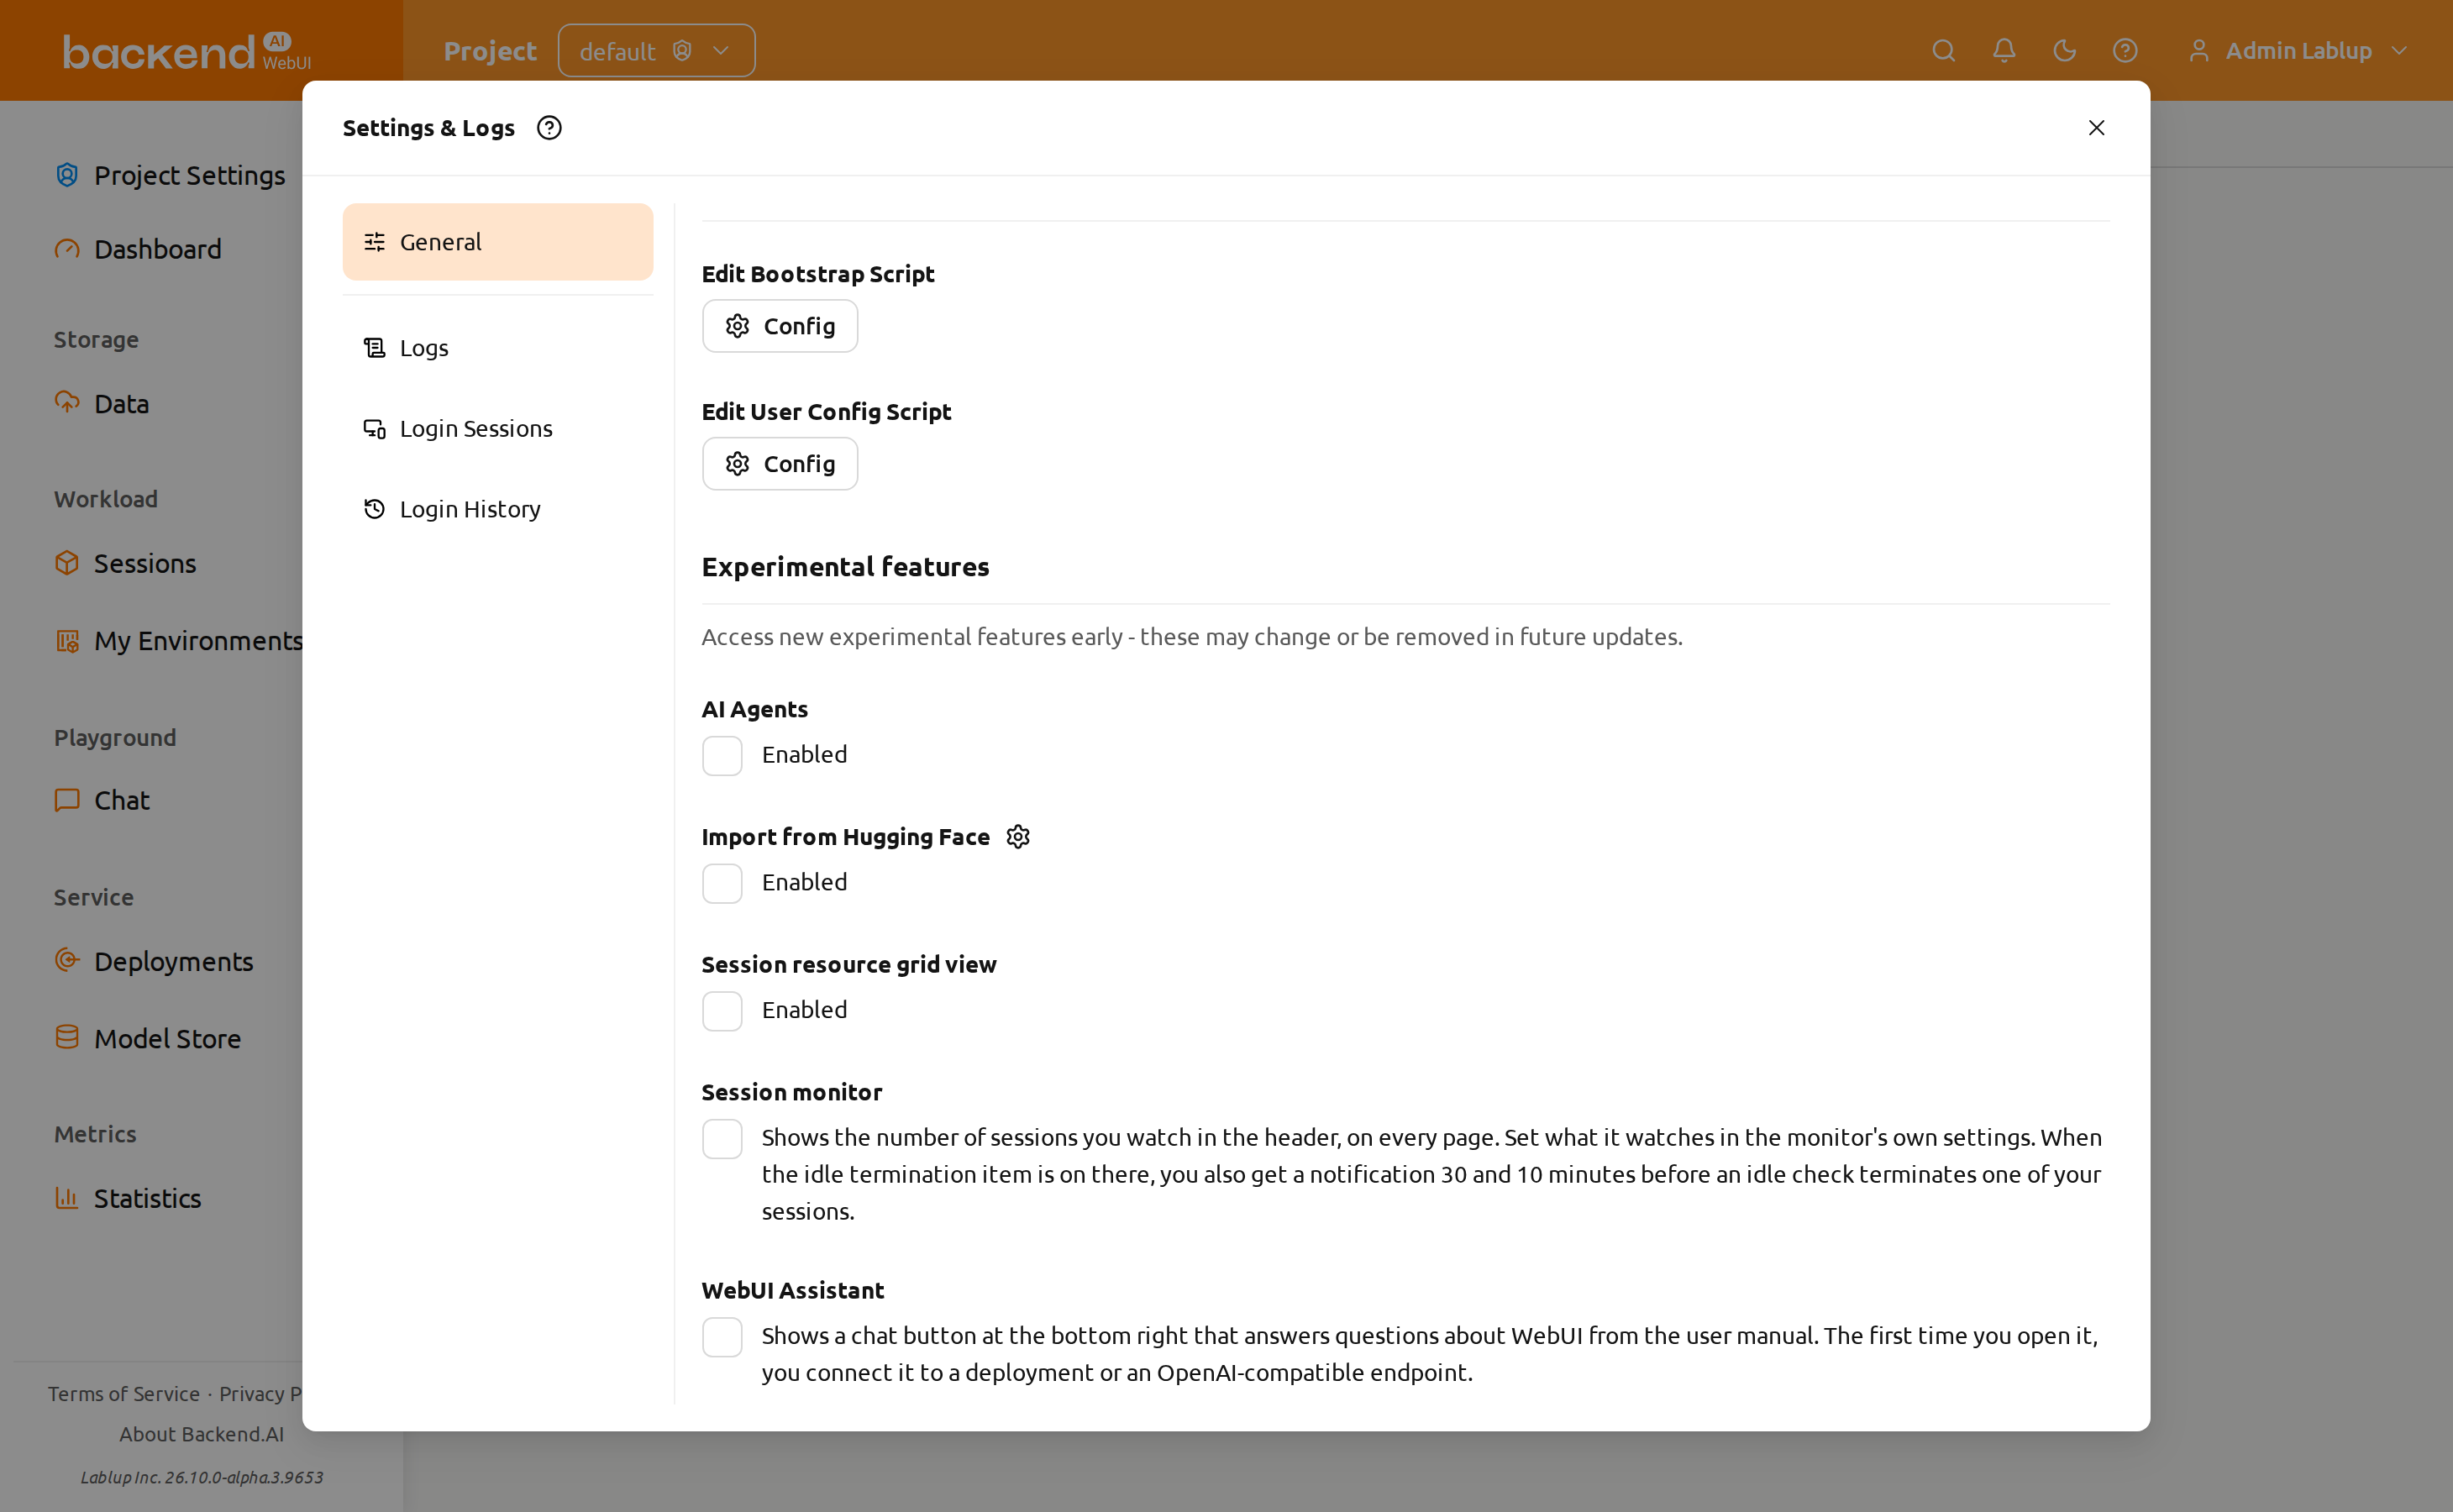 backend AI WebUI
Project default
Admin Lablup
Project Settings
Dashboard
Storage
Data
Workload
Sessions
My Environments
Playground
Chat
Service
Deployments
Model Store
Metrics
Statistics
Terms of Service · Privacy P
About Backend.AI
Lablup Inc. 26.10.0-alpha.3.9653
Settings & Logs
General
Logs
Login Sessions
Login History
Edit Bootstrap Script
Config
Edit User Config Script
Config
Experimental features
Access new experimental features early - these may change or be removed in future updates.
AI Agents
Enabled
Import from Hugging Face
Enabled
Session resource grid view
Enabled
Session monitor
Shows the number of sessions you watch in the header, on every page. Set what it watches in the monitor's own settings. When
the idle termination item is on there, you also get a notification 30 and 10 minutes before an idle check terminates one of your
sessions.
WebUI Assistant
Shows a chat button at the bottom right that answers questions about WebUI from the user manual. The first time you open it,
you connect it to a deployment or an OpenAI-compatible endpoint.